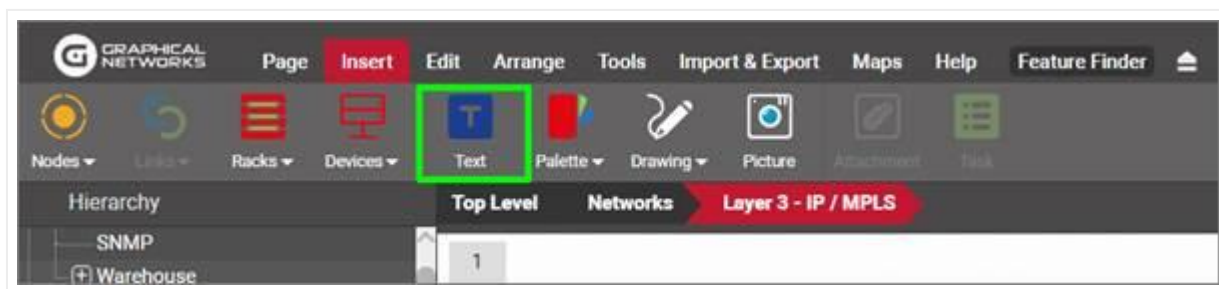 GRAPHICAL NETWORKS
Page Insert Edit Arrange Tools Import & Export Maps Help Feature Finder
Nodes Links Racks Devices Text Palette Drawing Picture Attachment Task
Hierarchy Top Level Networks Layer 3 - IP / MPLS
SNMP
1
Warehouse